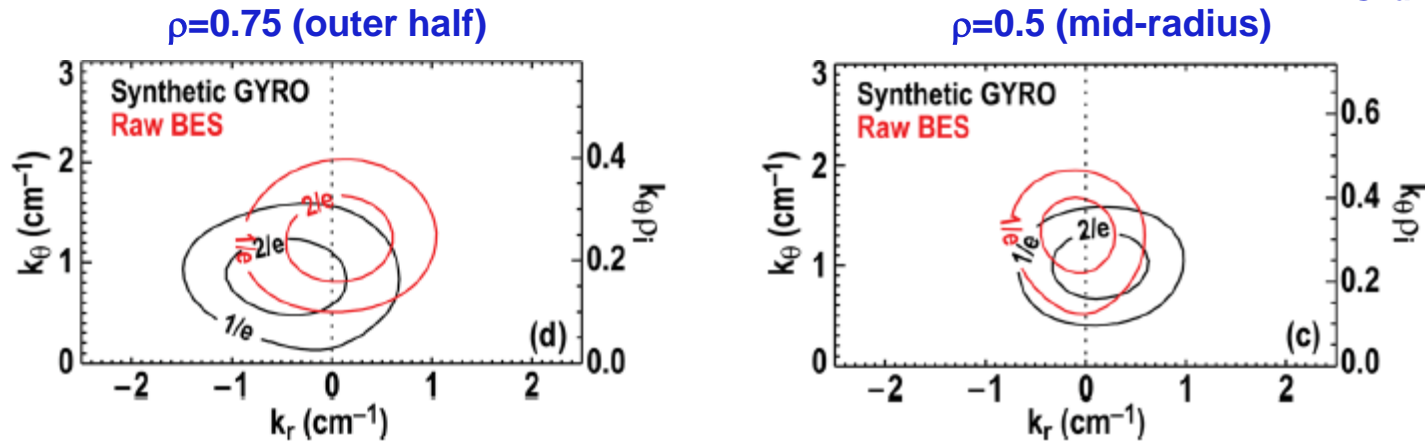 ρ=0.75 (outer half)
3
2
1
0
kθ (cm⁻¹)
Synthetic GYRO
Raw BES
2/e
1/e
2/e
1/e
(d)
0.4
0.2
0.0
kθρi
−2
−1
0
1
2
kr (cm⁻¹)
ρ=0.5 (mid-radius)
3
2
1
0
kθ (cm⁻¹)
Synthetic GYRO
Raw BES
2/e
1/e
1/e
(c)
0.6
0.4
0.2
0.0
kθρi
−2
−1
0
1
2
kr (cm⁻¹)